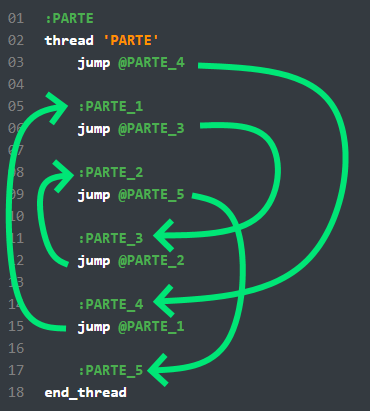 01 :PARTE
02 thread 'PARTE'
03 jump @PARTE_4
04
05 :PARTE_1
06 jump @PARTE_3
07
08 :PARTE_2
09 jump @PARTE_5
10
11 :PARTE_3
12 jump @PARTE_2
13
14 :PARTE_4
15 jump @PARTE_1
16
17 :PARTE_5
18 end_thread